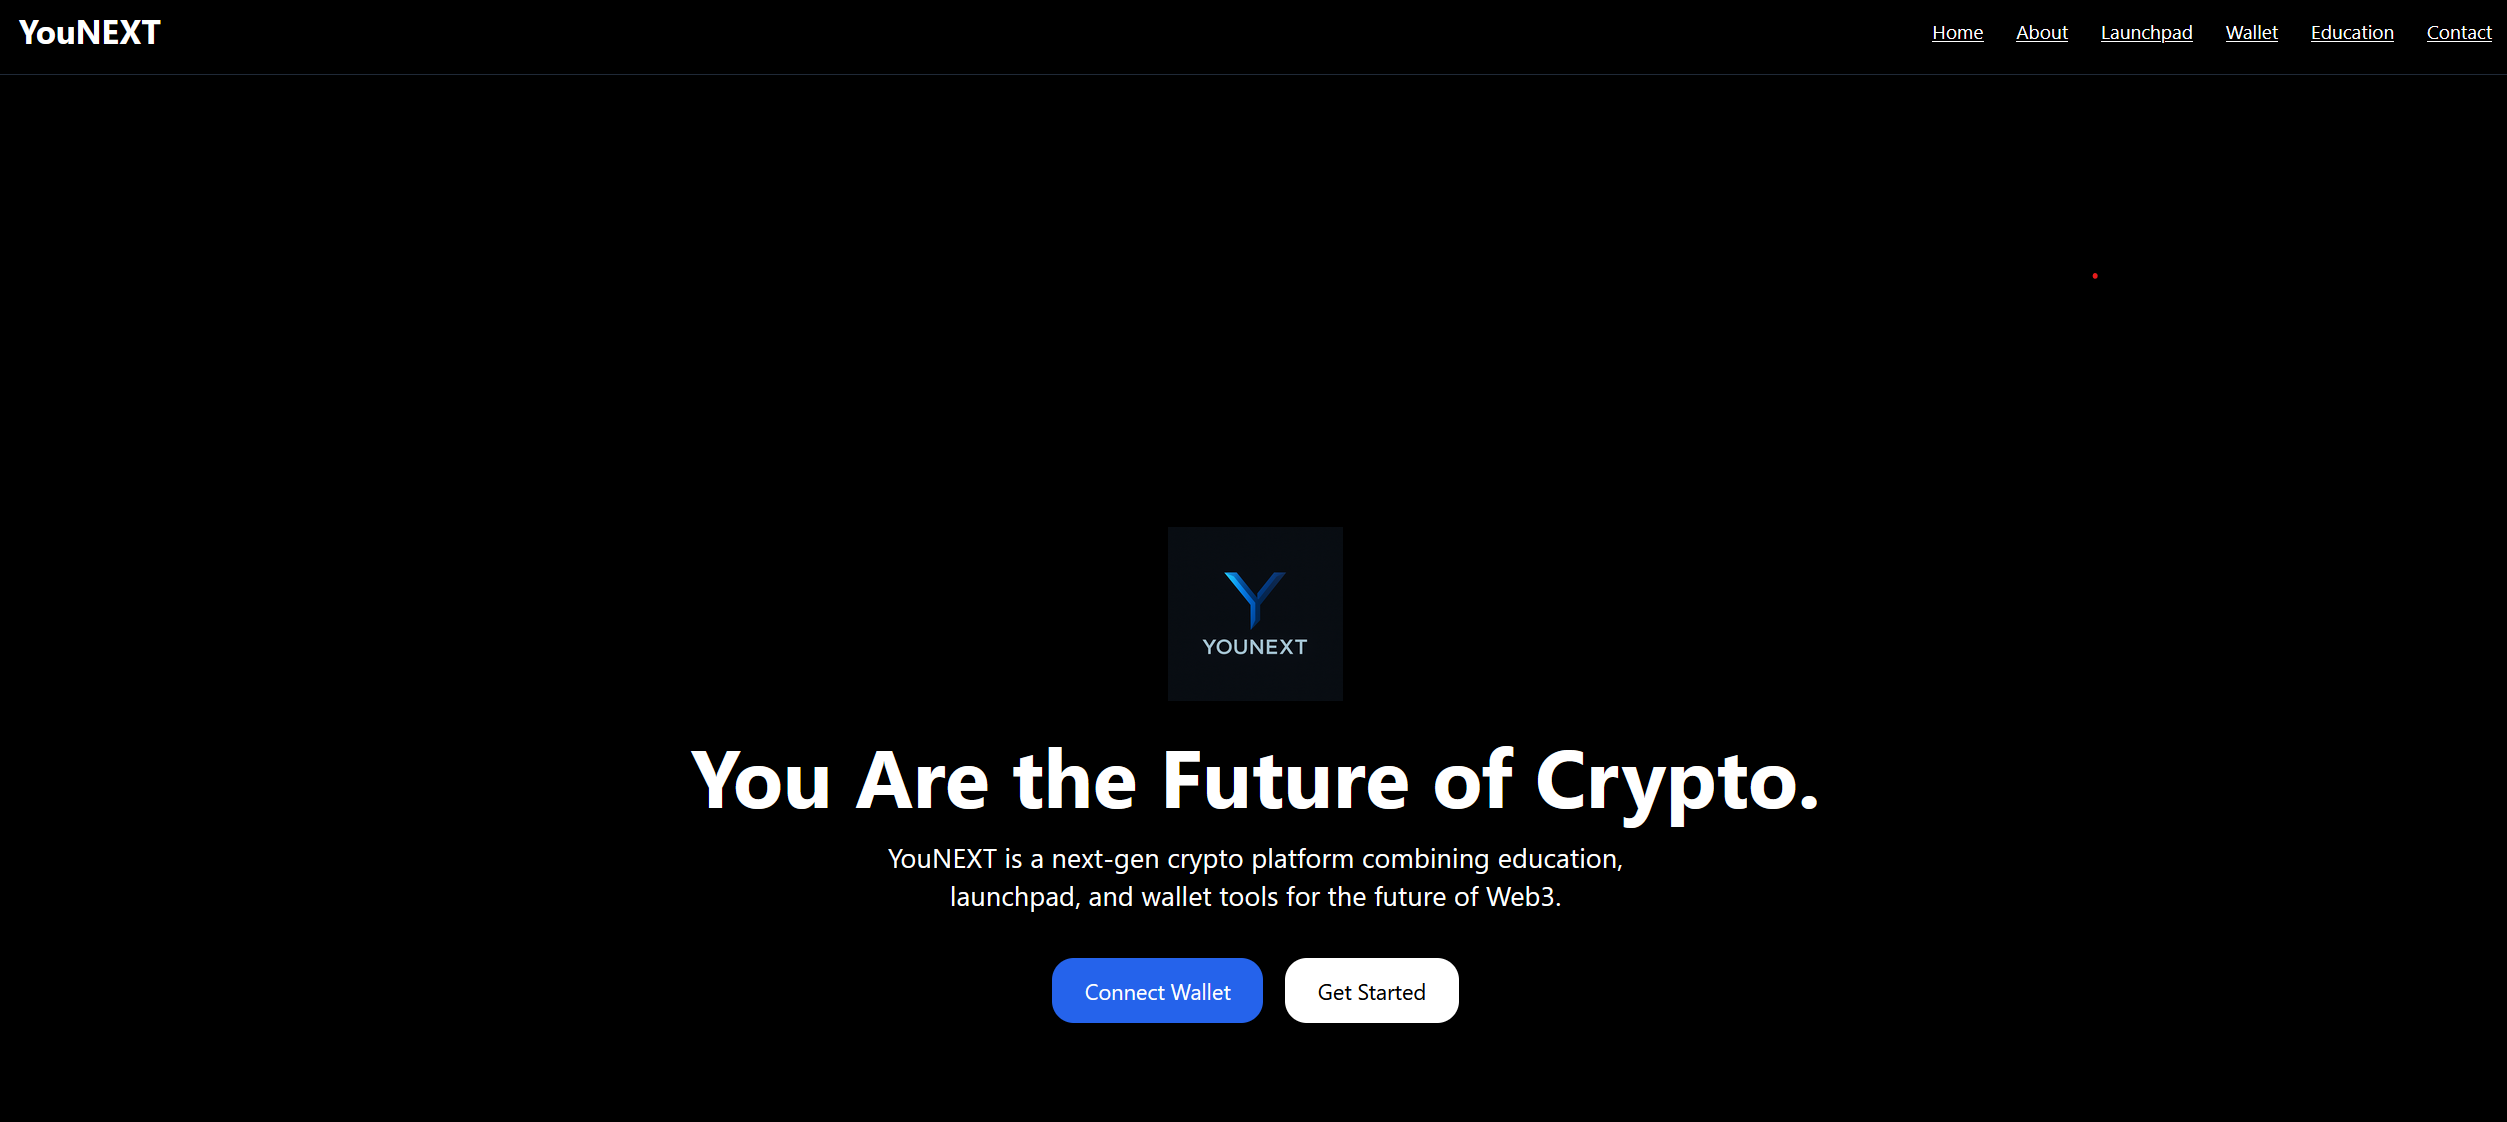 YouNEXT
Home About Launchpad Wallet Education Contact
YOUNEXT
You Are the Future of Crypto.
YouNEXT is a next-gen crypto platform combining education,
launchpad, and wallet tools for the future of Web3.
Connect Wallet
Get Started